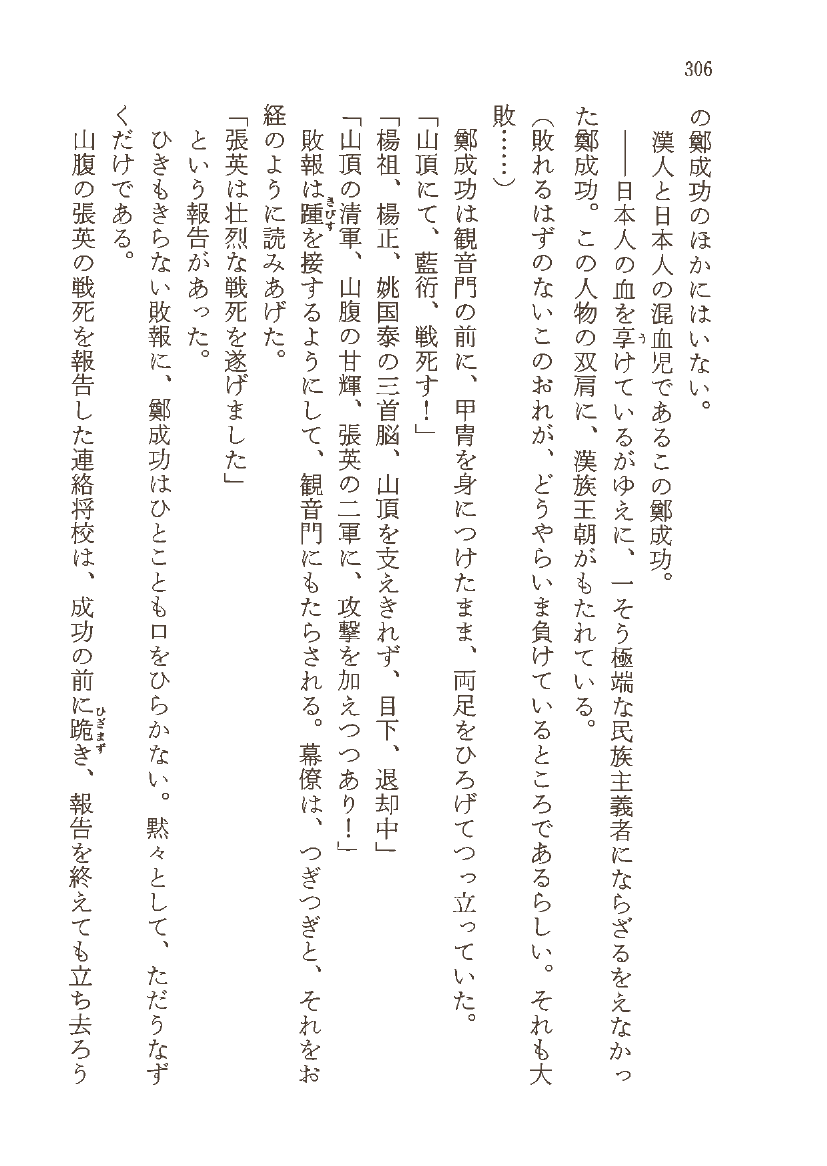 306
の鄭成功のほかにはいない。
漢人と日本人の混血児であるこの鄭成功。
――日本人の血を享けているがゆえに、一そう極端な民族主義者にならざるをえなかっ
た鄭成功。この人物の双肩に、漢族王朝がもたれている。
（敗れるはずのないこのおれが、どうやらいま負けているところであるらしい。それも大
敗……）
鄭成功は観音門の前に、甲冑を身につけたまま、両足をひろげてつっ立っていた。
「山頂にて、藍衍、戦死す！」
「楊祖、楊正、姚国泰の三首脳、山頂を支えきれず、目下、退却中」
「山頂の清軍、山腹の甘輝、張英の二軍に、攻撃を加えつつあり！」
敗報は踵きびすを接するようにして、観音門にもたらされる。幕僚は、つぎつぎと、それをお
経のように読みあげた。
「張英は壮烈な戦死を遂げました」
という報告があった。
ひきもきらない敗報に、鄭成功はひとことも口をひらかない。黙々として、ただうなず
くだけである。
山腹の張英の戦死を報告した連絡将校は、成功の前に跪ひざまずき、報告を終えても立ち去ろう